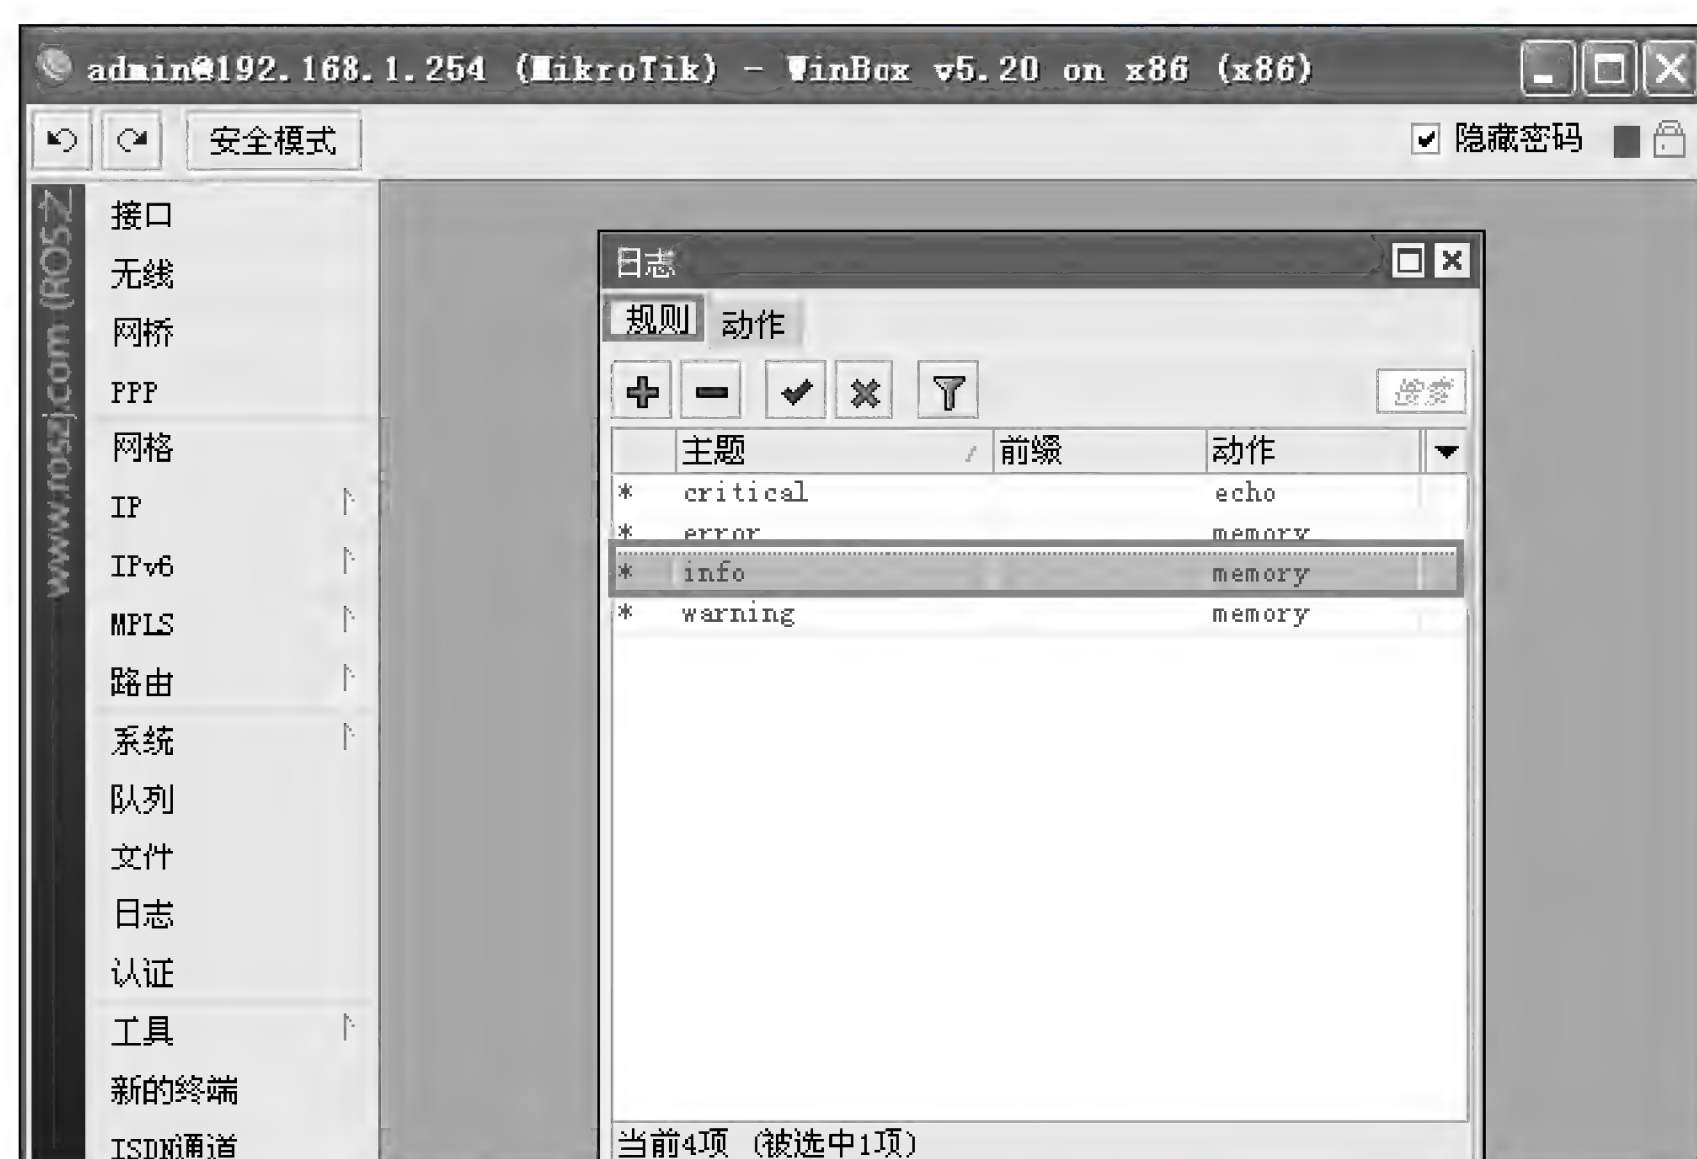 admin@192.168.1.254 (MikroTik) - WinBox v5.20 on x86 (x86)
安全模式
隐藏密码
www.roszj.com (ROSZ
接口
无线
网桥
PPP
网格
IP
IPv6
MPLS
路由
系统
队列
文件
日志
认证
工具
新的终端
ISDN通道
日志
规则 动作
搜索
主题 前缀 动作
* critical echo
* error memory
* info memory
* warning memory
当前4项 (被选中1项)